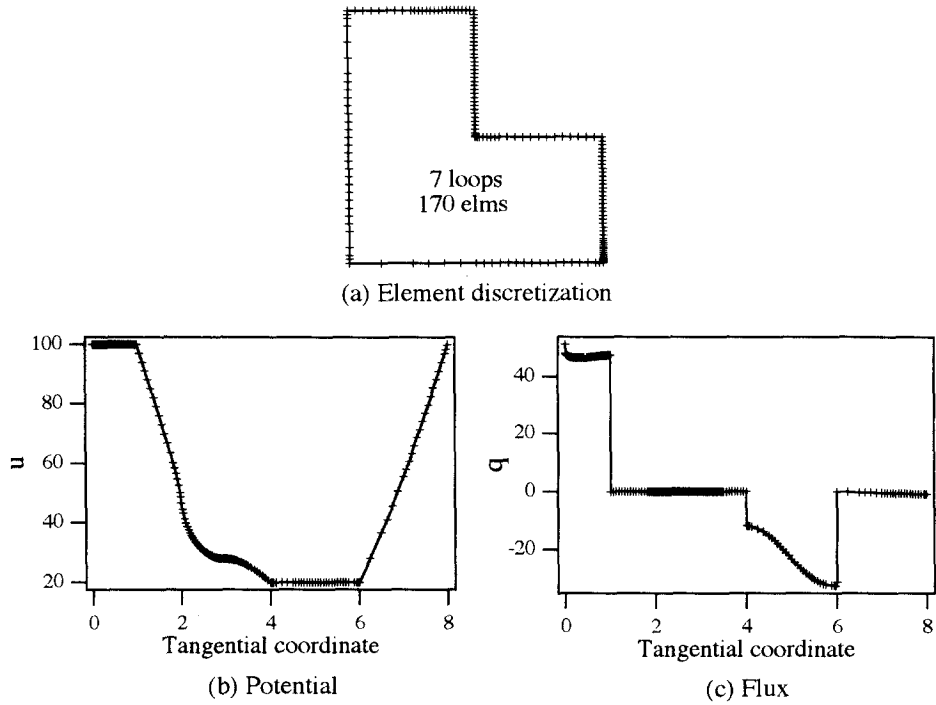 7 loops
170 elms
(a) Element discretization
100
80
60
40
20
u
0 2 4 6 8
Tangential coordinate
(b) Potential
40
20
0
-20
q
0 2 4 6 8
Tangential coordinate
(c) Flux